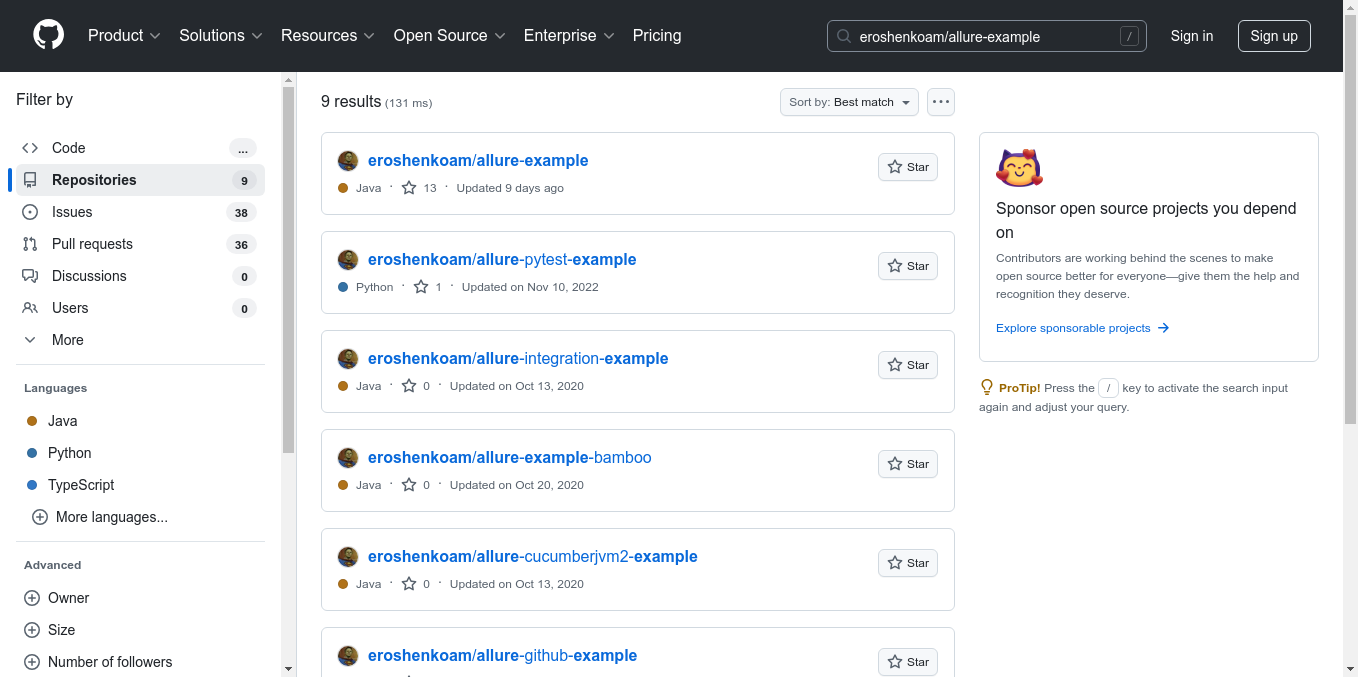 Product
Solutions
Resources
Open Source
Enterprise
Pricing
eroshenkoam/allure-example
/
Sign in
Sign up
Filter by
Code
...
Repositories
9
Issues
38
Pull requests
36
Discussions
0
Users
0
More
Languages
Java
Python
TypeScript
More languages...
Advanced
Owner
Size
Number of followers
9 results (131 ms)
Sort by: Best match
eroshenkoam/allure-example
Java · 13 · Updated 9 days ago
Star
eroshenkoam/allure-pytest-example
Python · 1 · Updated on Nov 10, 2022
Star
eroshenkoam/allure-integration-example
Java · 0 · Updated on Oct 13, 2020
Star
eroshenkoam/allure-example-bamboo
Java · 0 · Updated on Oct 20, 2020
Star
eroshenkoam/allure-cucumberjvm2-example
Java · 0 · Updated on Oct 13, 2020
Star
eroshenkoam/allure-github-example
Star
Sponsor open source projects you depend
on
Contributors are working behind the scenes to make
open source better for everyone—give them the help and
recognition they deserve.
Explore sponsorable projects
ProTip! Press the / key to activate the search input
again and adjust your query.